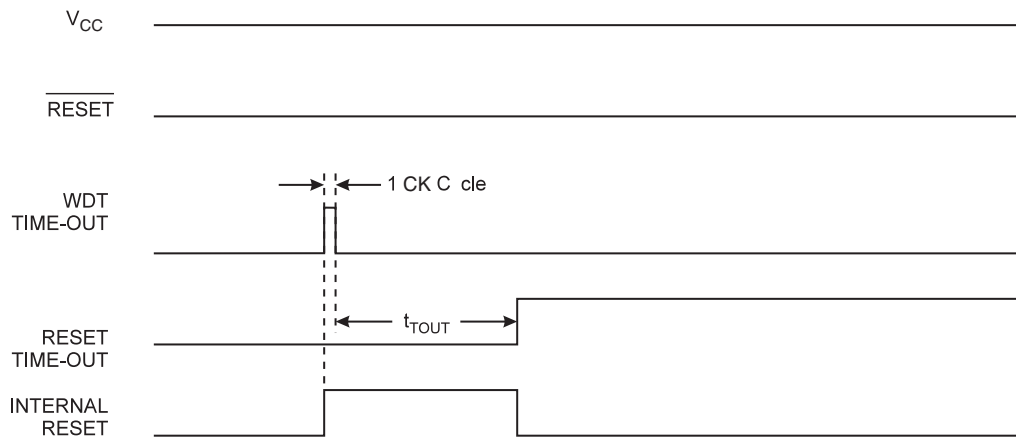 VCC
RESET
1 CK C cle
WDT
TIME-OUT
tTOUT
RESET
TIME-OUT
INTERNAL
RESET